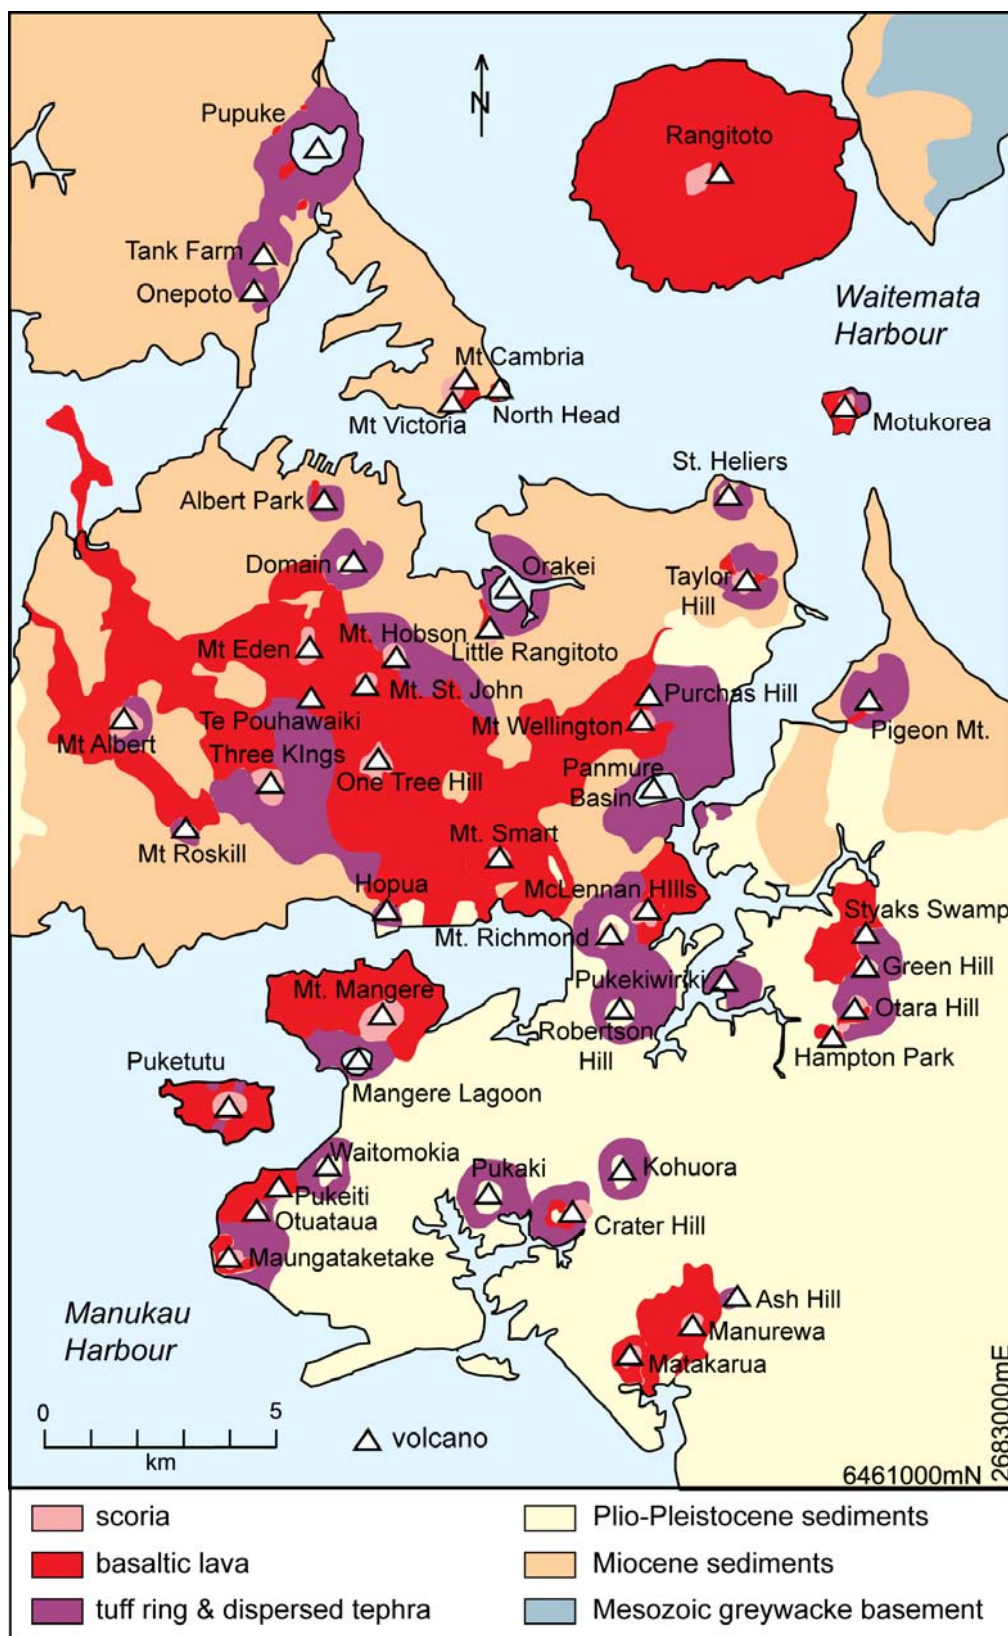 Pupuke
N
Rangitoto
Tank Farm
Onepoto
Waitemata
Harbour
Mt Cambria
Mt Victoria
North Head
Motukorea
St. Heliers
Albert Park
Domain
Orakei
Taylor
Hill
Mt Eden
Mt. Hobson
Little Rangitoto
Mt. St. John
Purchas Hill
Te Pouhawaiki
Mt Wellington
Pigeon Mt.
Mt Albert
Three KIngs
One Tree Hill
Panmure
Basin
Mt Roskill
Mt. Smart
Hopua
McLennan HIlls
Styaks Swamp
Mt. Richmond
Green Hill
Pukekiwiriki
Mt. Mangere
Otara Hill
Robertson
Hill
Hampton Park
Puketutu
Mangere Lagoon
Waitomokia
Pukaki
Kohuora
Pukeiti
Otuataua
Crater Hill
Maungataketake
Manukau
Harbour
Ash Hill
Manurewa
Matakarua
0 5
km
volcano
6461000mN
2683000mE
scoria
basaltic lava
tuff ring & dispersed tephra
Plio-Pleistocene sediments
Miocene sediments
Mesozoic greywacke basement